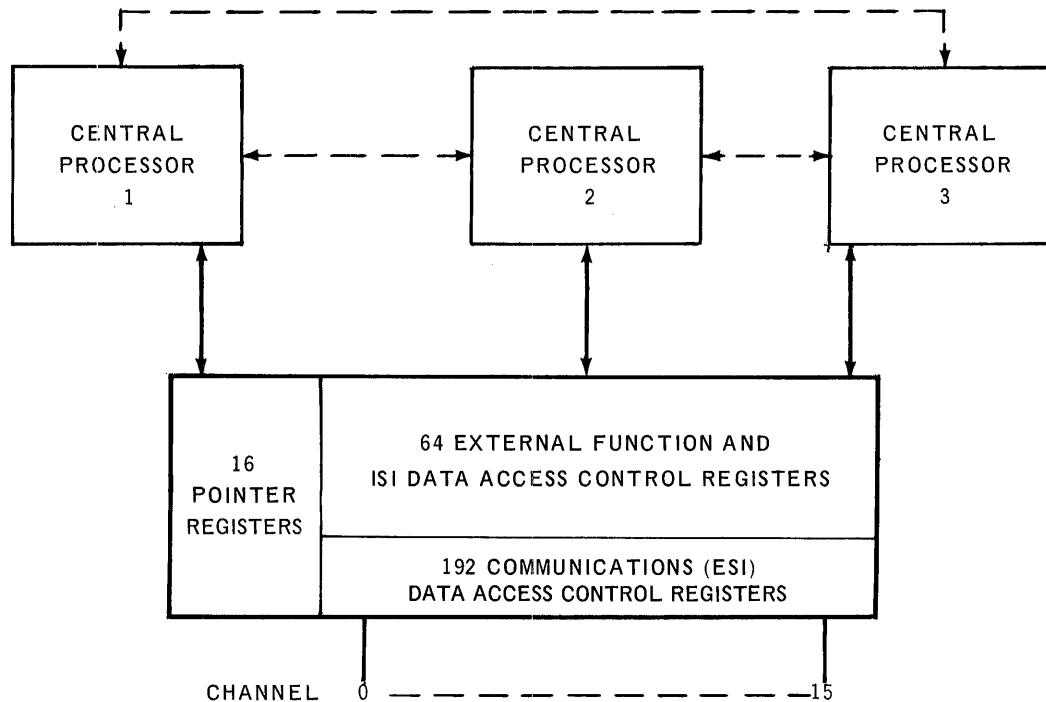 CENTRAL
PROCESSOR
1
CENTRAL
PROCESSOR
2
CENTRAL
PROCESSOR
3
16
POINTER
REGISTERS
64 EXTERNAL FUNCTION AND
ISI DATA ACCESS CONTROL REGISTERS
192 COMMUNICATIONS (ESI)
DATA ACCESS CONTROL REGISTERS
CHANNEL 0 15